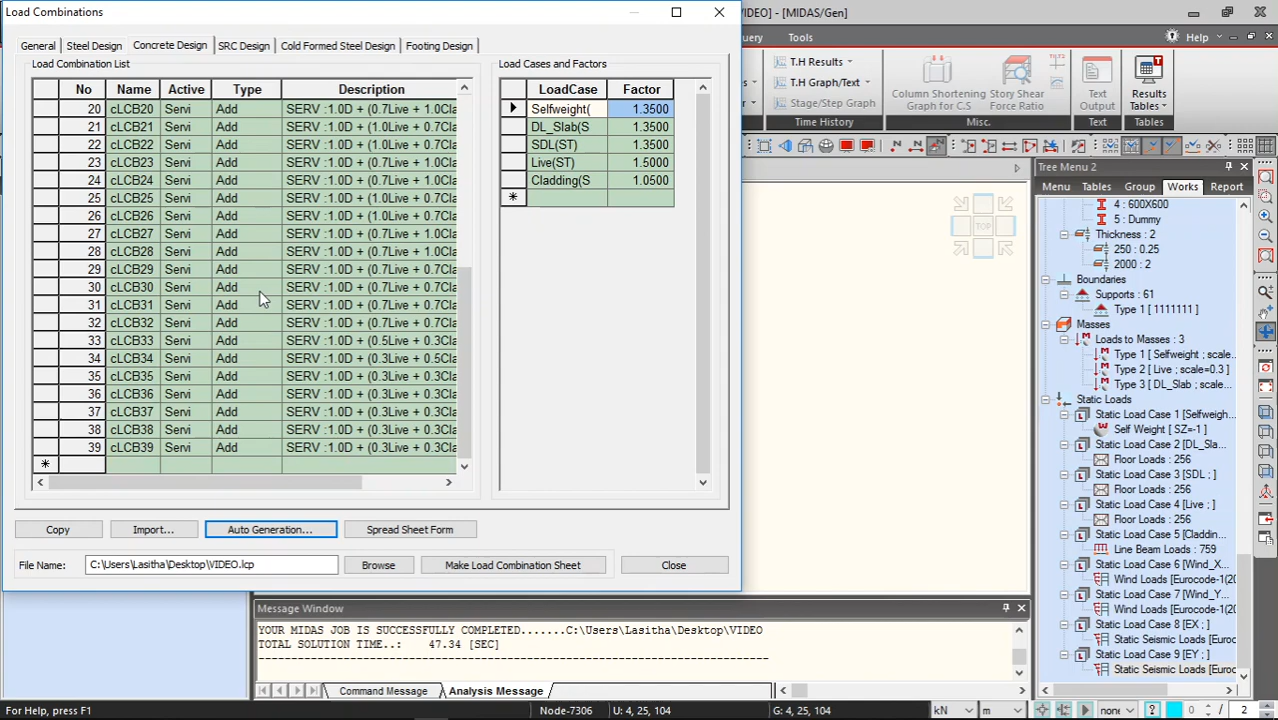 Load Combinations
VIDEO] - [MIDAS/Gen]
General
Steel Design
Concrete Design
SRC Design
Cold Formed Steel Design
Footing Design
Load Combination List
No Name Active Type Description
20 cLCB20 Servi Add SERV :1.0D + (0.7Live + 1.0Cla
21 cLCB21 Servi Add SERV :1.0D + (1.0Live + 0.7Cla
22 cLCB22 Servi Add SERV :1.0D + (1.0Live + 0.7Cla
23 cLCB23 Servi Add SERV :1.0D + (0.7Live + 1.0Cla
24 cLCB24 Servi Add SERV :1.0D + (0.7Live + 1.0Cla
25 cLCB25 Servi Add SERV :1.0D + (1.0Live + 0.7Cla
26 cLCB26 Servi Add SERV :1.0D + (1.0Live + 0.7Cla
27 cLCB27 Servi Add SERV :1.0D + (0.7Live + 1.0Cla
28 cLCB28 Servi Add SERV :1.0D + (0.7Live + 1.0Cla
29 cLCB29 Servi Add SERV :1.0D + (0.7Live + 0.7Cla
30 cLCB30 Servi Add SERV :1.0D + (0.7Live + 0.7Cla
31 cLCB31 Servi Add SERV :1.0D + (0.7Live + 0.7Cla
32 cLCB32 Servi Add SERV :1.0D + (0.7Live + 0.7Cla
33 cLCB33 Servi Add SERV :1.0D + (0.5Live + 0.3Cla
34 cLCB34 Servi Add SERV :1.0D + (0.3Live + 0.5Cla
35 cLCB35 Servi Add SERV :1.0D + (0.3Live + 0.3Cla
36 cLCB36 Servi Add SERV :1.0D + (0.3Live + 0.3Cla
37 cLCB37 Servi Add SERV :1.0D + (0.3Live + 0.3Cla
38 cLCB38 Servi Add SERV :1.0D + (0.3Live + 0.3Cla
39 cLCB39 Servi Add SERV :1.0D + (0.3Live + 0.3Cla
Load Cases and Factors
LoadCase Factor
Selfweight( 1.3500
DL_Slab(S 1.3500
SDL(ST) 1.3500
Live(ST) 1.5000
Cladding(S 1.0500
Copy
Import...
Auto Generation...
Spread Sheet Form
File Name:
C:\Users\Lasitha\Desktop\VIDEO.lcp
Browse
Make Load Combination Sheet
Close
uery
Tools
Help
T.H Results
T.H Graph/Text
Stage/Step Graph
Time History
Column Shortening
Graph for C.S
Story Shear
Force Ratio
Misc.
Text
Output
Text
Results
Tables
Tables
TOP
Tree Menu 2
Menu
Tables
Group
Works
Report
4 : 600X600
5 : Dummy
Thickness : 2
250 : 0.25
2000 : 2
Boundaries
Supports : 61
Type 1 [ 1111111 ]
Masses
Loads to Masses : 3
Type 1 [ Selfweight ; scale
Type 2 [ Live ; scale=0.3 ]
Type 3 [ DL_Slab ; scale..
Static Loads
Static Load Case 1 [Selfweigh
Self Weight [ SZ=-1 ]
Static Load Case 2 [DL_Sla..
Floor Loads : 256
Static Load Case 3 [SDL ; ]
Floor Loads : 256
Static Load Case 4 [Live ; ]
Floor Loads : 256
Static Load Case 5 [Claddin..
Line Beam Loads : 759
Static Load Case 6 [Wind_X
Wind Loads [Eurocode-1(20
Static Load Case 7 [Wind_Y
Wind Loads [Eurocode-1(20
Static Load Case 8 [EX ; ]
Static Seismic Loads [Euroc
Static Load Case 9 [EY ; ]
Static Seismic Loads [Euroc
Message Window
YOUR MIDAS JOB IS SUCCESSFULLY COMPLETED.......C:\Users\Lasitha\Desktop\VIDEO
TOTAL SOLUTION TIME..: 47.34 [SEC]
Command Message
Analysis Message
For Help, press F1
Node-7306
U: 4, 25, 104
G: 4, 25, 104
kN
m
none
0
/ 2